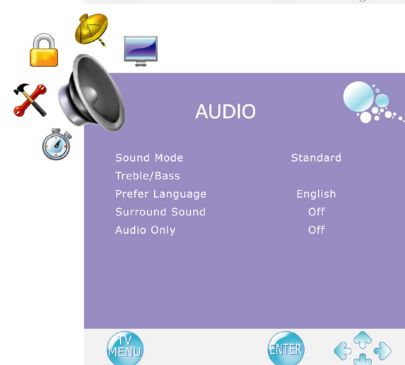 AUDIO
Sound Mode Standard
Treble/Bass
Prefer Language English
Surround Sound Off
Audio Only Off
TV
MENU
ENTER